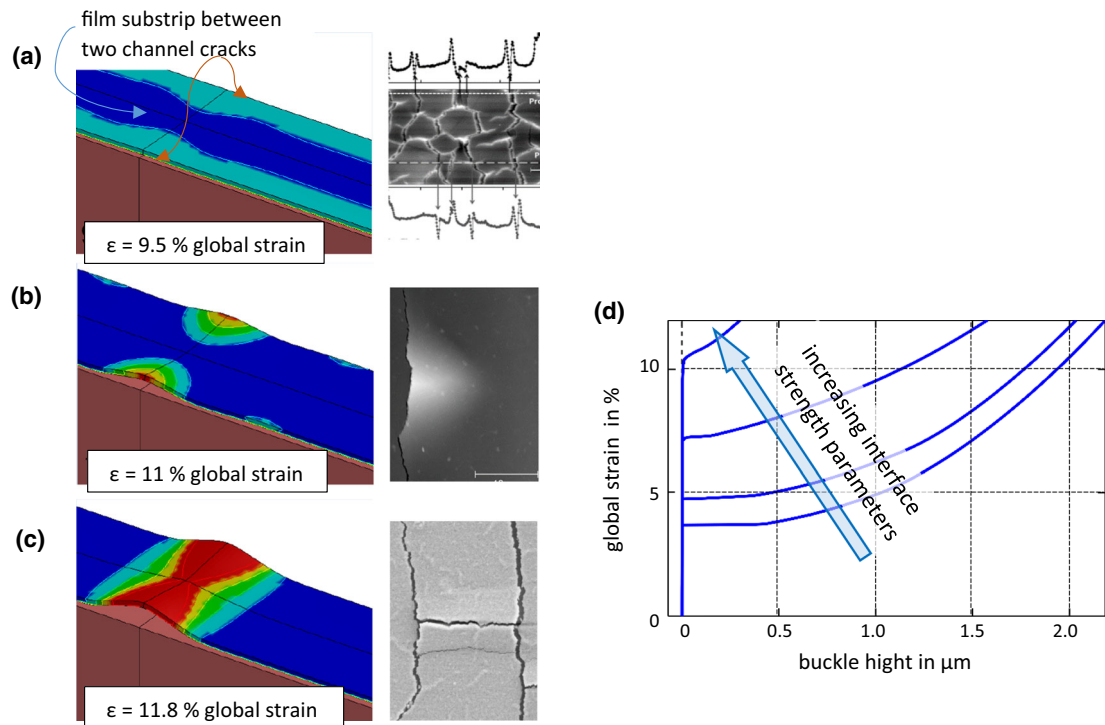 film substrip between
two channel cracks
(a)
ε = 9.5 % global strain
(b)
ε = 11 % global strain
(c)
ε = 11.8 % global strain
(d)
global strain in %
10
5
0
0
0.5
1.0
1.5
2.0
buckle hight in µm
increasing interface
strength parameters